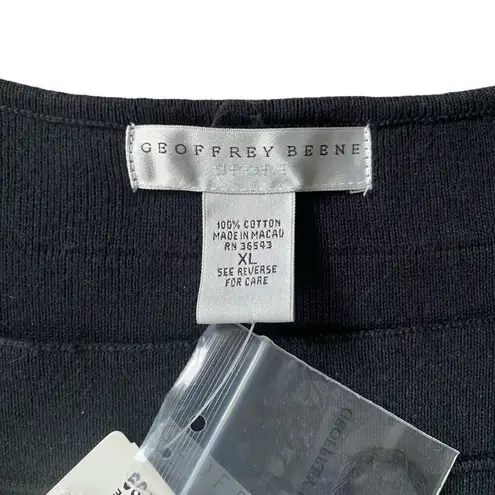 GEOFFREY BEENE
SPORT
100% COTTON
MADE IN MACAU
RN 36543
XL
SEE REVERSE
FOR CARE